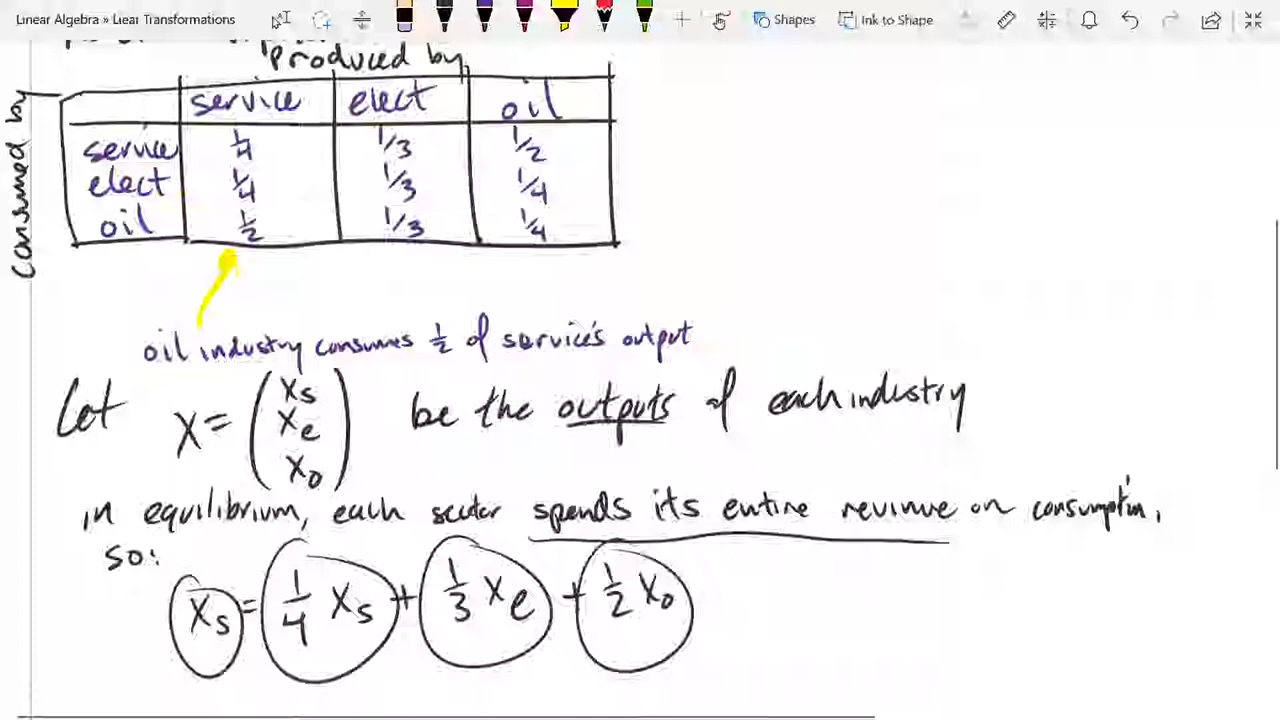 Linear Algebra » Liear Transformations
Shapes
Ink to Shape
Produced by
Consumed by
service elect oil
service 1/4 1/3 1/2
elect 1/4 1/3 1/4
oil 1/2 1/3 1/4
oil industry consumes 1/2 of service's output
Let X = (Xs Xe Xo) be the outputs of each industry
in equilibrium, each sector spends its entire revinue on consumption,
so:
Xs = 1/4 Xs + 1/3 Xe + 1/2 Xo